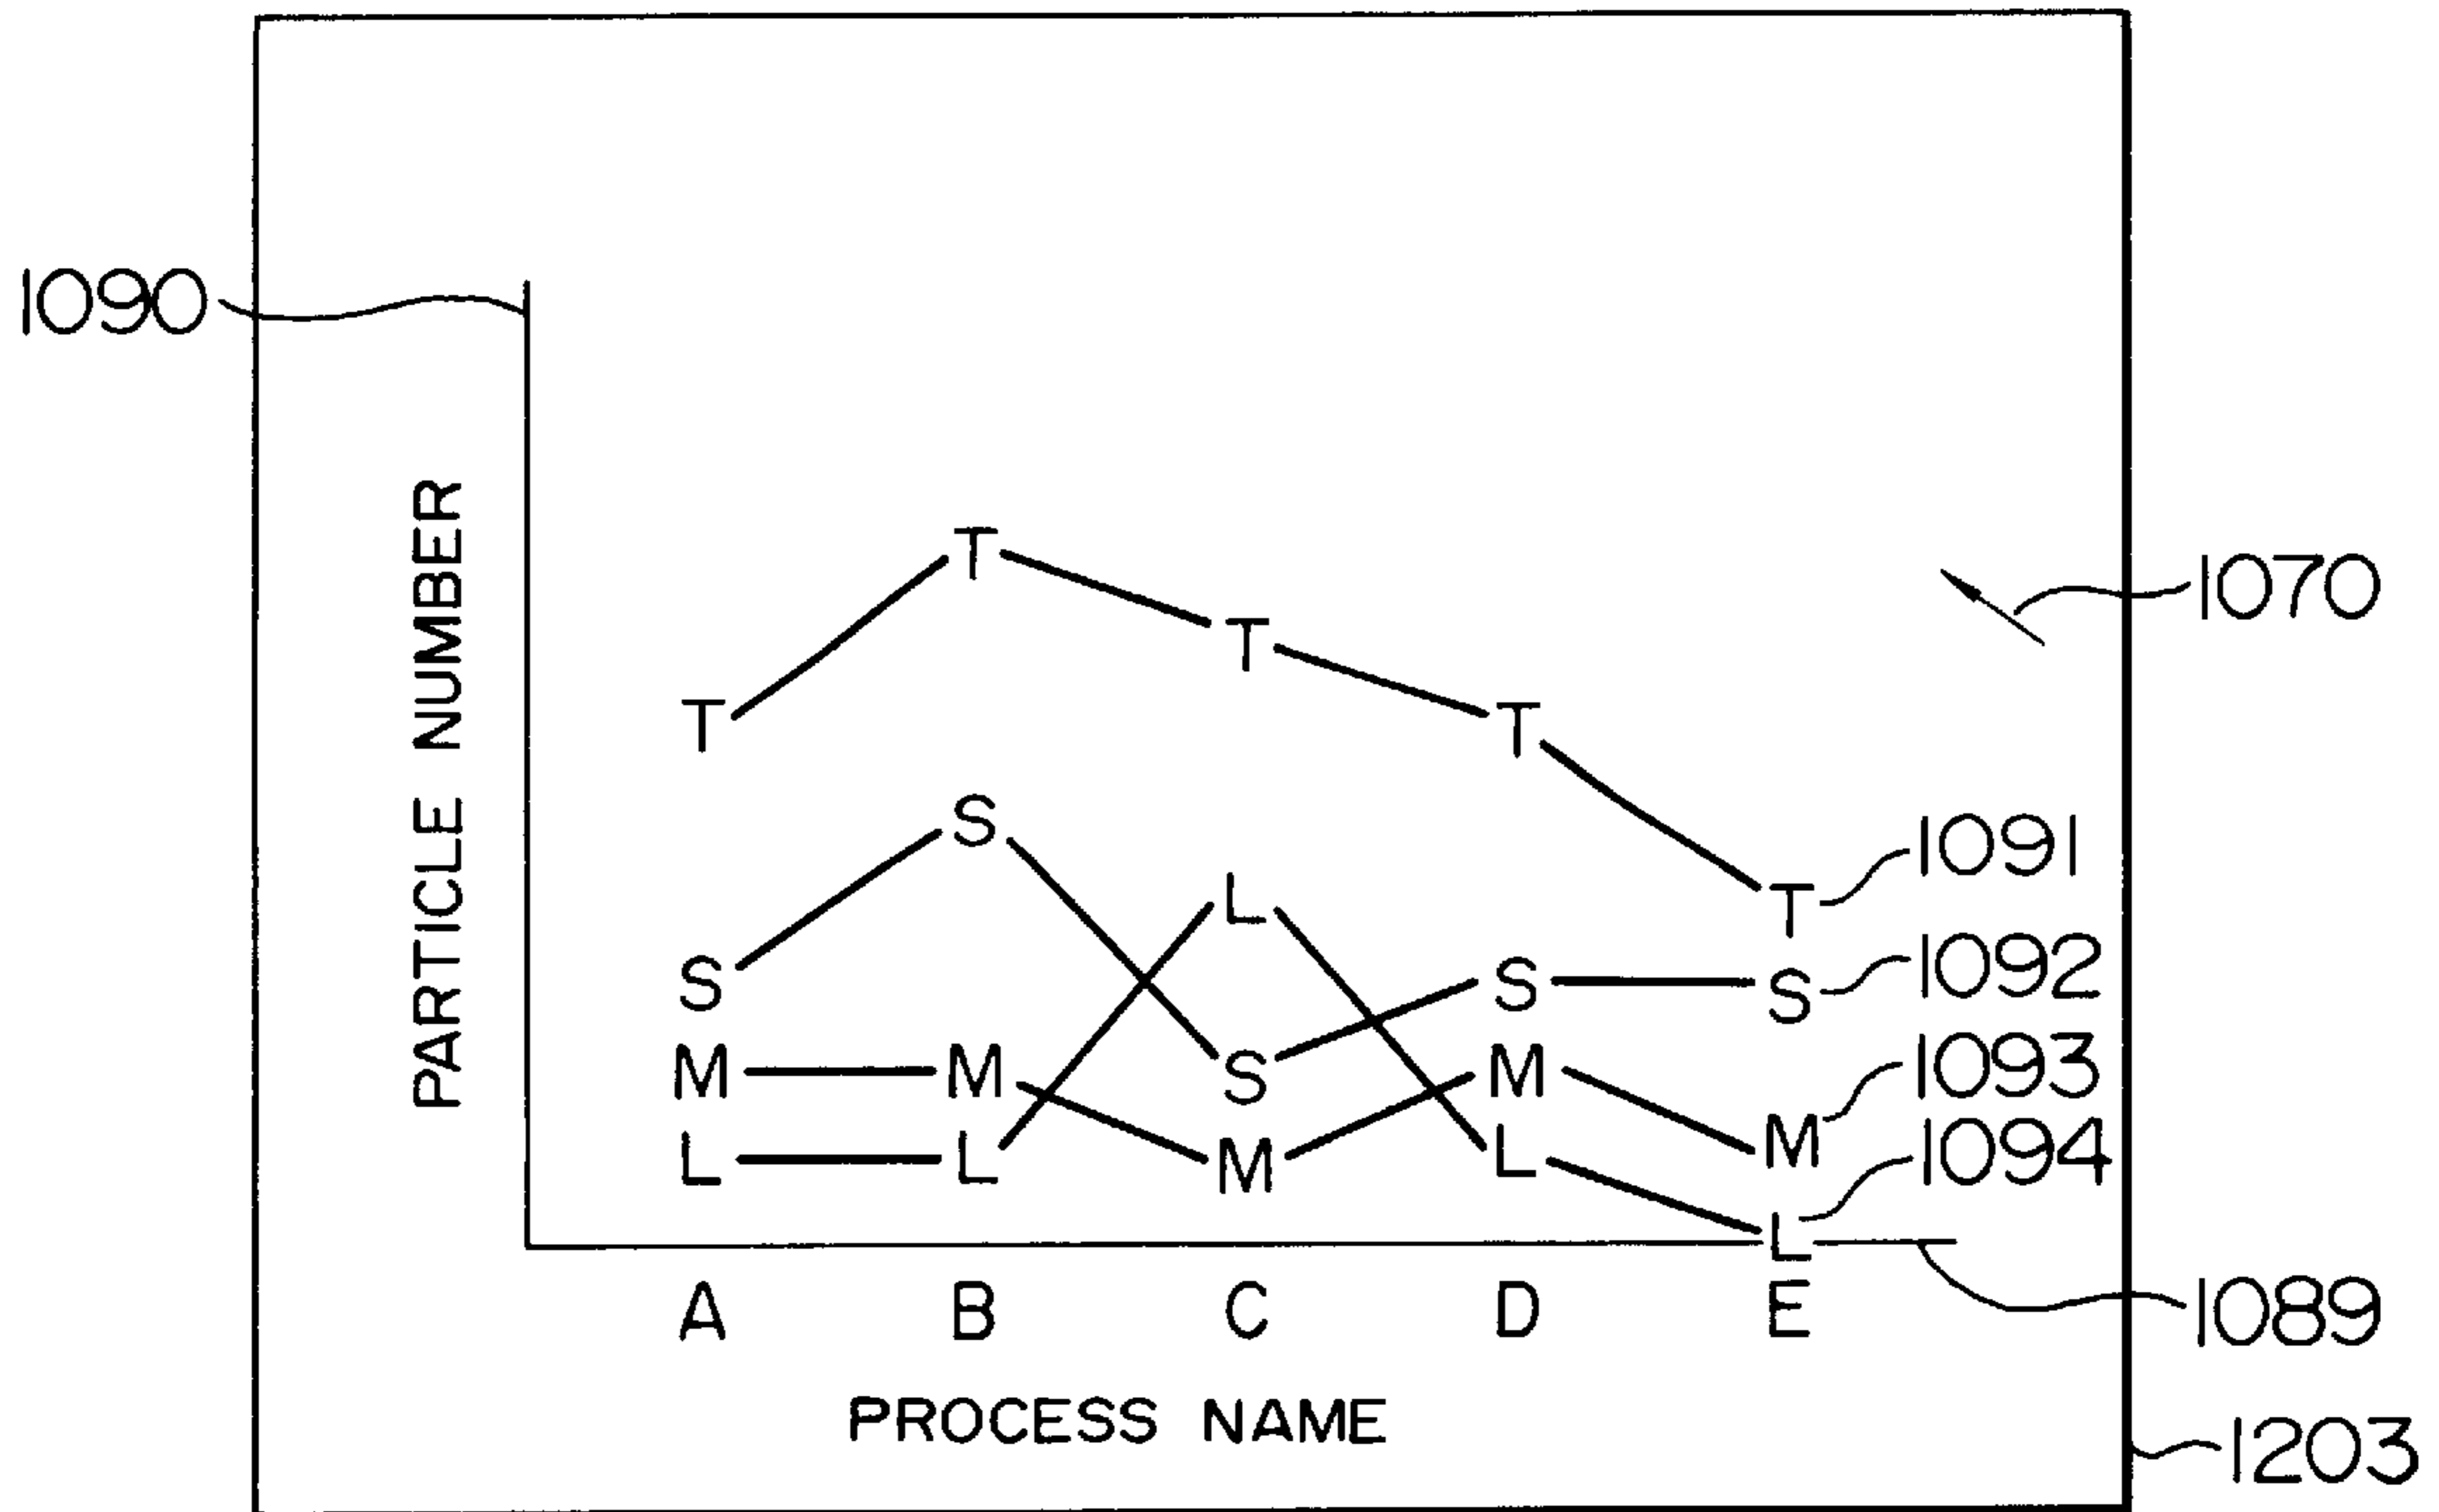 1090
PARTICLE NUMBER
T
T
T
1070
T
S
1091
L
T
1092
S
S
S
M
M
S
M
1093
L
L
M
L
M
1094
L
A B C D E
1089
PROCESS NAME
1203